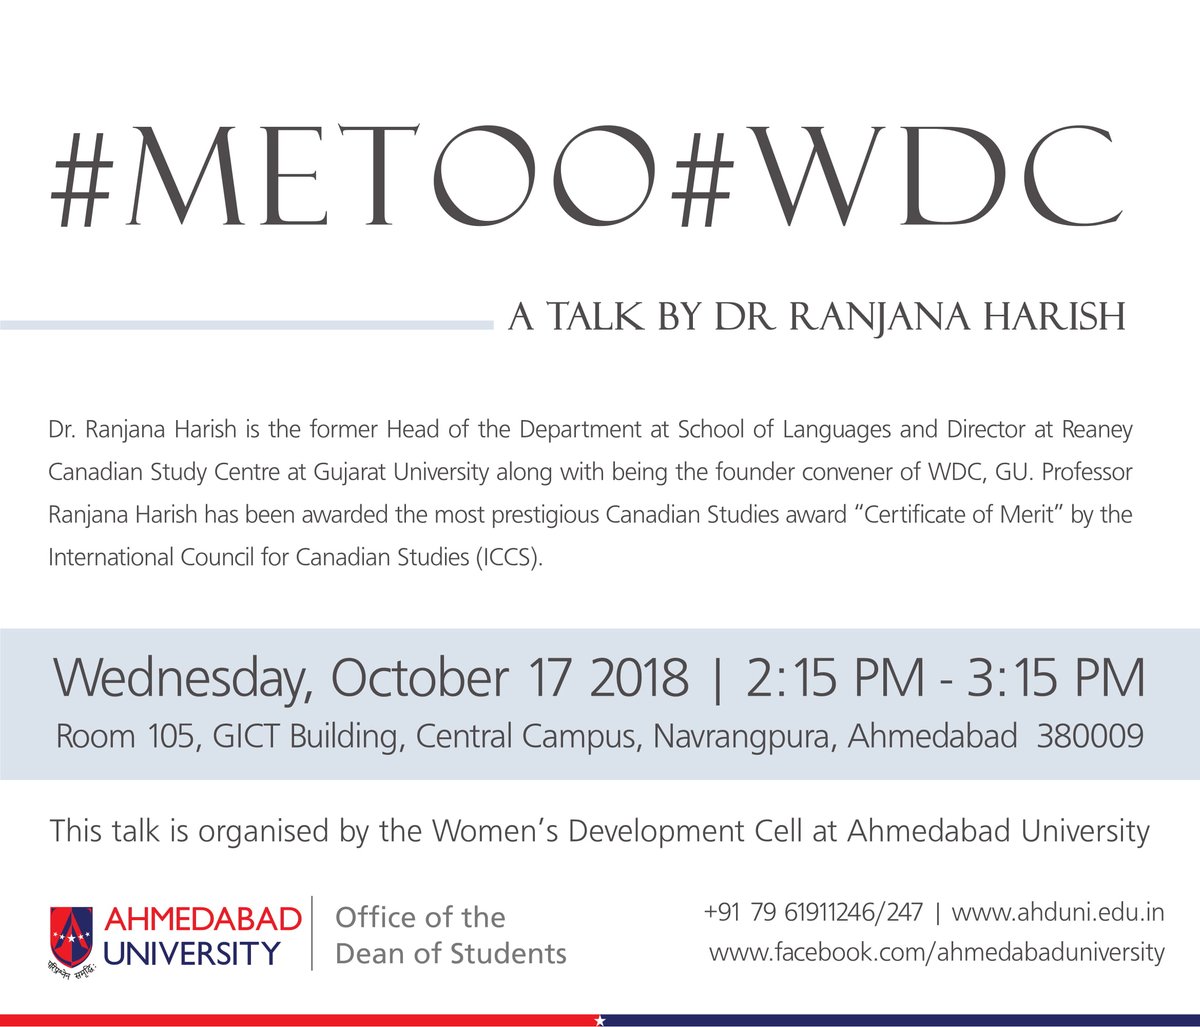 #METOO#WDC
A TALK BY DR RANJANA HARISH
Dr. Ranjana Harish is the former Head of the Department at School of Languages and Director at Reaney
Canadian Study Centre at Gujarat University along with being the founder convener of WDC, GU. Professor
Ranjana Harish has been awarded the most prestigious Canadian Studies award “Certificate of Merit” by the
International Council for Canadian Studies (ICCS).
Wednesday, October 17 2018 | 2:15 PM - 3:15 PM
Room 105, GICT Building, Central Campus, Navrangpura, Ahmedabad 380009
This talk is organised by the Women’s Development Cell at Ahmedabad University
AHMEDABAD
UNIVERSITY
परिप्रश्नेन समृद्धिः
Office of the
Dean of Students
+91 79 61911246/247 | www.ahduni.edu.in
www.facebook.com/ahmedabaduniversity